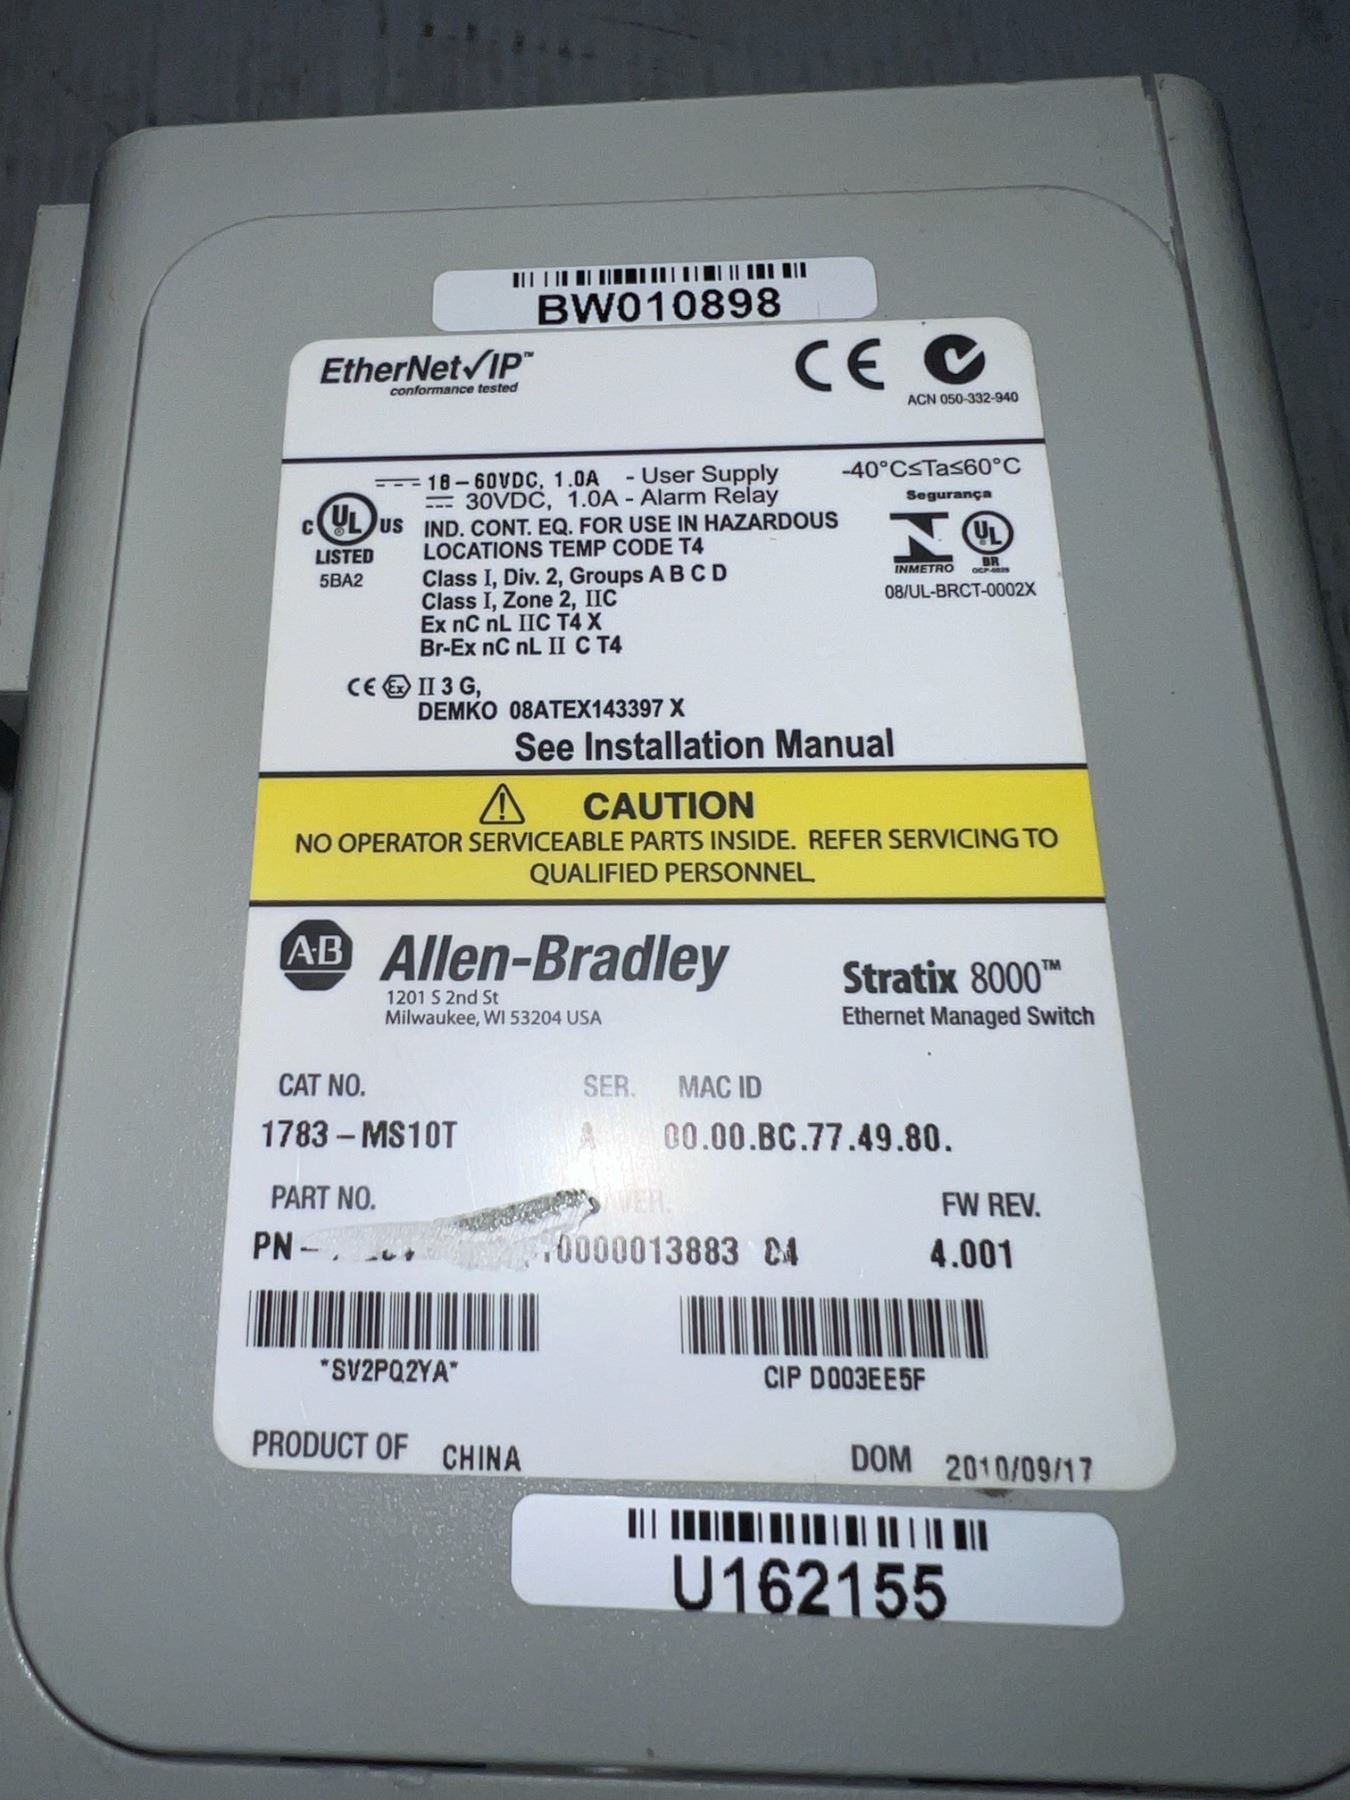 BW010898
EtherNet/IP™
conformance tested
CE
ACN 050-332-940
18-60VDC, 1.0A - User Supply
30VDC, 1.0A - Alarm Relay
-40°C≤Ta≤60°C
Segurança
C UL US
LISTED
5BA2
IND. CONT. EQ. FOR USE IN HAZARDOUS
LOCATIONS TEMP CODE T4
Class I, Div. 2, Groups A B C D
Class I, Zone 2, IIC
Ex nC nL IIC T4 X
Br-Ex nC nL II C T4
INMETRO
UL
BR
08/UL-BRCT-0002X
CE Ex II 3 G,
DEMKO 08ATEX143397 X
See Installation Manual
CAUTION
NO OPERATOR SERVICEABLE PARTS INSIDE. REFER SERVICING TO
QUALIFIED PERSONNEL
A-B Allen-Bradley
1201 S 2nd St
Milwaukee, WI 53204 USA
Stratix 8000™
Ethernet Managed Switch
CAT NO. SER. MAC ID
1783-MS10T A 00.00.BC.77.49.80.
PART NO. VER. FW REV.
PN- 0000013883 04 4.001
*SV2PQ2YA*
CIP D003EE5F
PRODUCT OF CHINA
DOM 2010/09/17
U162155